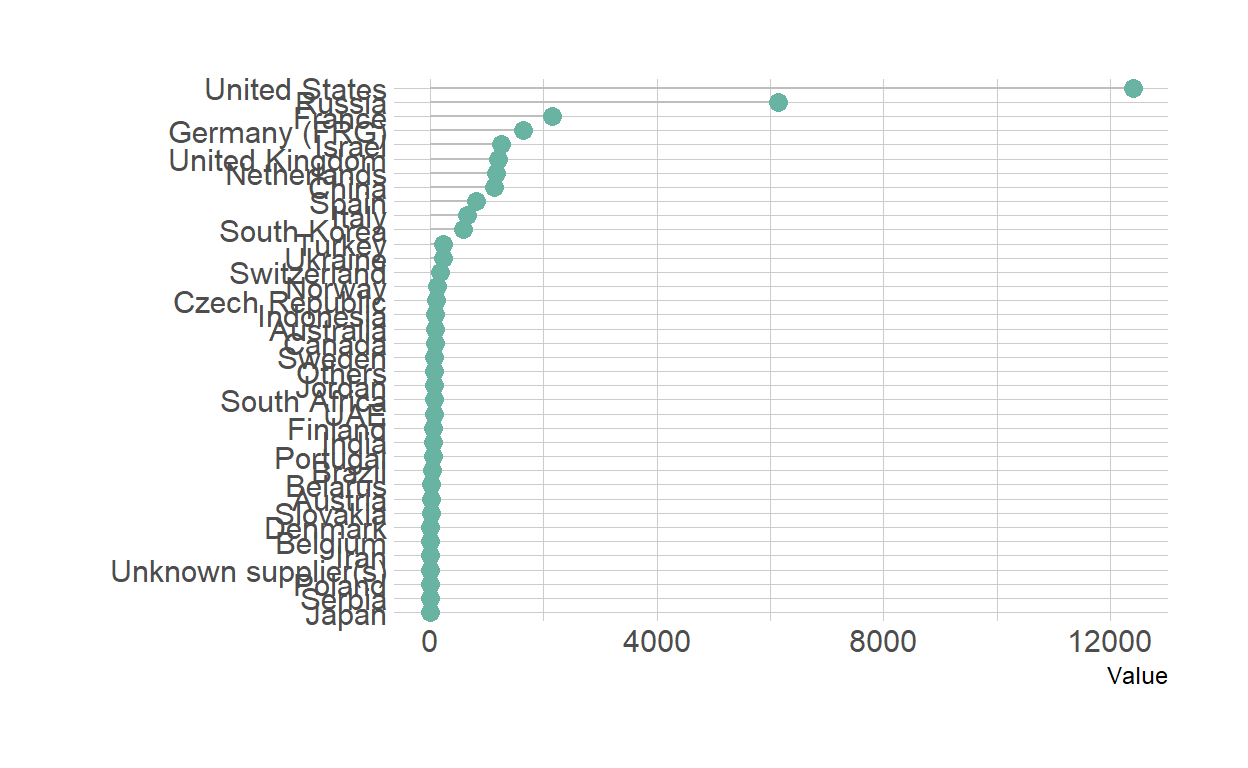 United States
Russia
France
Germany (FRG)
Israel
United Kingdom
Netherlands
China
Spain
Italy
South Korea
Turkey
Ukraine
Switzerland
Norway
Czech Republic
Indonesia
Australia
Canada
Sweden
Others
Jordan
South Africa
UAE
Finland
India
Portugal
Brazil
Belarus
Austria
Slovakia
Denmark
Belgium
Iran
Unknown supplier(s)
Poland
Serbia
Japan
0 4000 8000 12000
Value